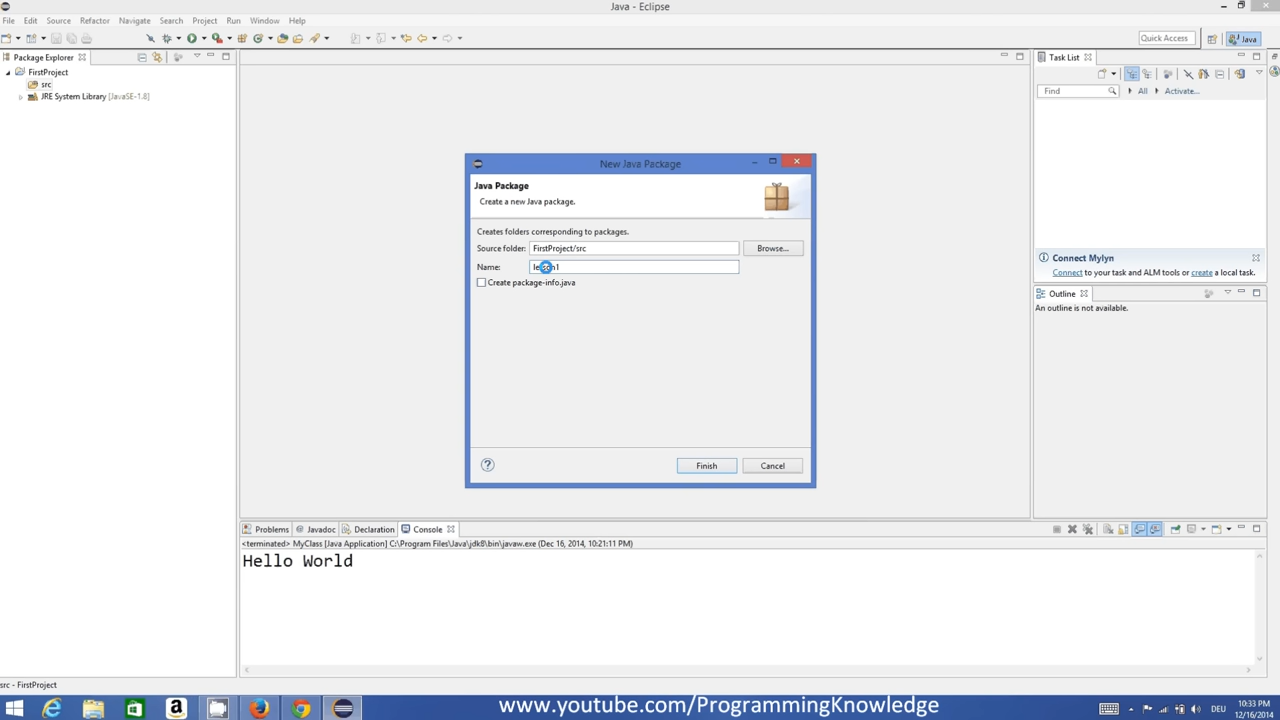 Java - Eclipse
File Edit Source Refactor Navigate Search Project Run Window Help
Quick Access
Java
Package Explorer
FirstProject
src
JRE System Library [JavaSE-1.8]
New Java Package
Java Package
Create a new Java package.
Creates folders corresponding to packages.
Source folder: FirstProject/src Browse...
Name:
Create package-info.java
? Finish Cancel
Task List
Find All Activate...
Connect Mylyn
Connect to your task and ALM tools or create a local task.
Outline
An outline is not available.
Problems Javadoc Declaration Console
<terminated> MyClass [Java Application] C:\Program Files\Java\jdk8\bin\javaw.exe (Dec 16, 2014, 10:21:11 PM)
Hello World
src - FirstProject
www.youtube.com/ProgrammingKnowledge
DEU
10:33 PM
12/16/2014